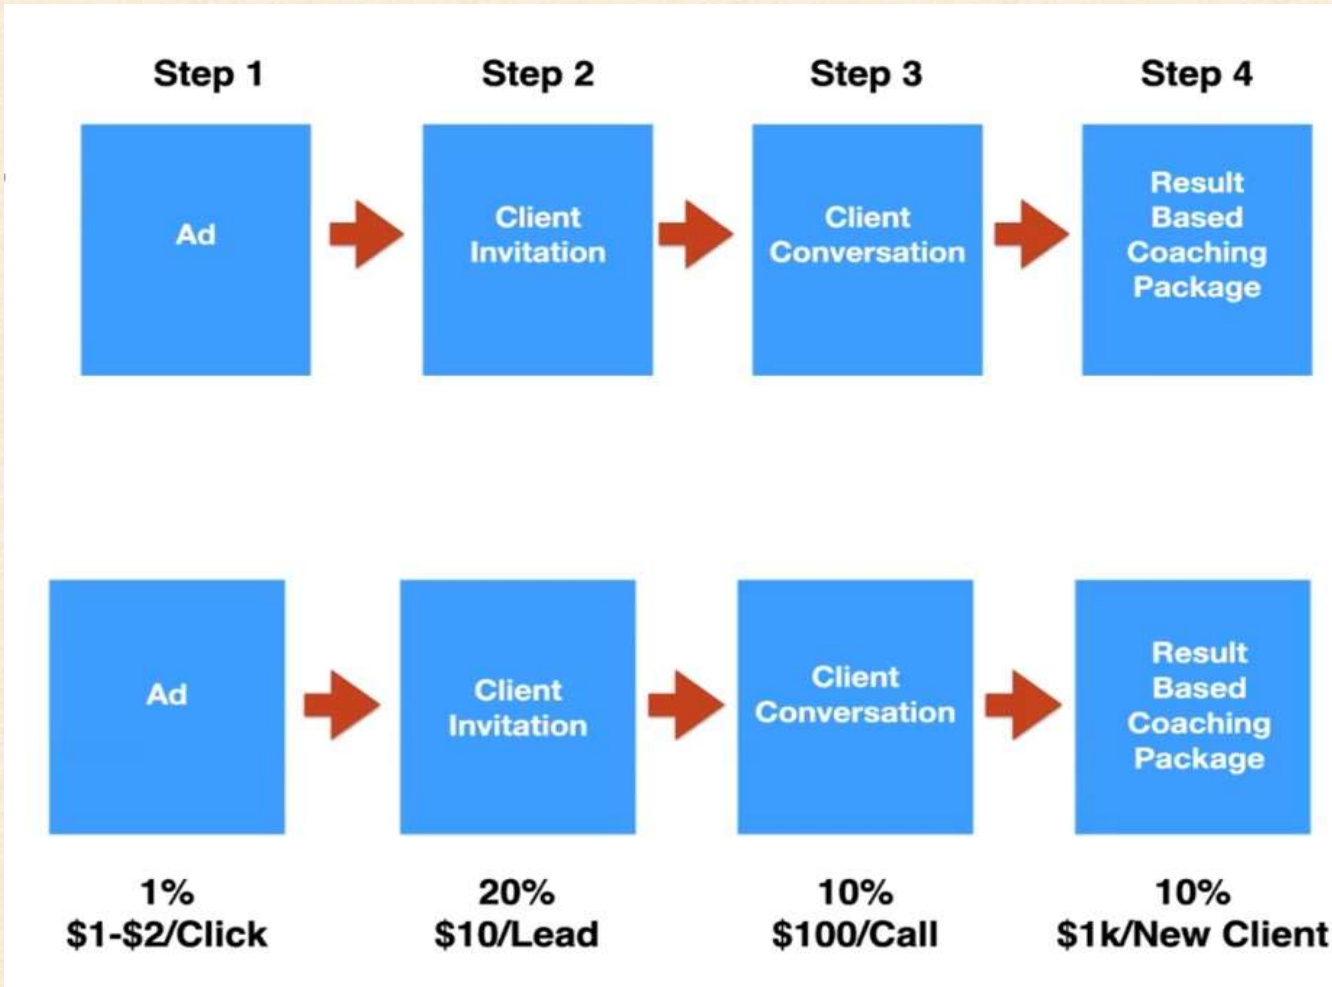 Step 1
Step 2
Step 3
Step 4
Ad
Client
Invitation
Client
Conversation
Result
Based
Coaching
Package
Ad
Client
Invitation
Client
Conversation
Result
Based
Coaching
Package
1%
$1-$2/Click
20%
$10/Lead
10%
$100/Call
10%
$1k/New Client